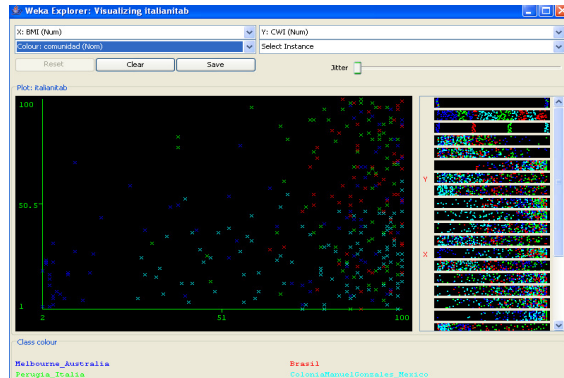 Weka Explorer: Visualizing italianitab
X: BMI (Num)
Y: CWI (Num)
Colour: comunidad (Nom)
Select Instance
Reset
Clear
Save
Jitter
Plot: italianitab
100
50.5
1
2
51
100
Y
X
Class colour
Melbourne_Australia
Brasil
Perugia_Italia
ColoniaManuelGonzales_Mexico